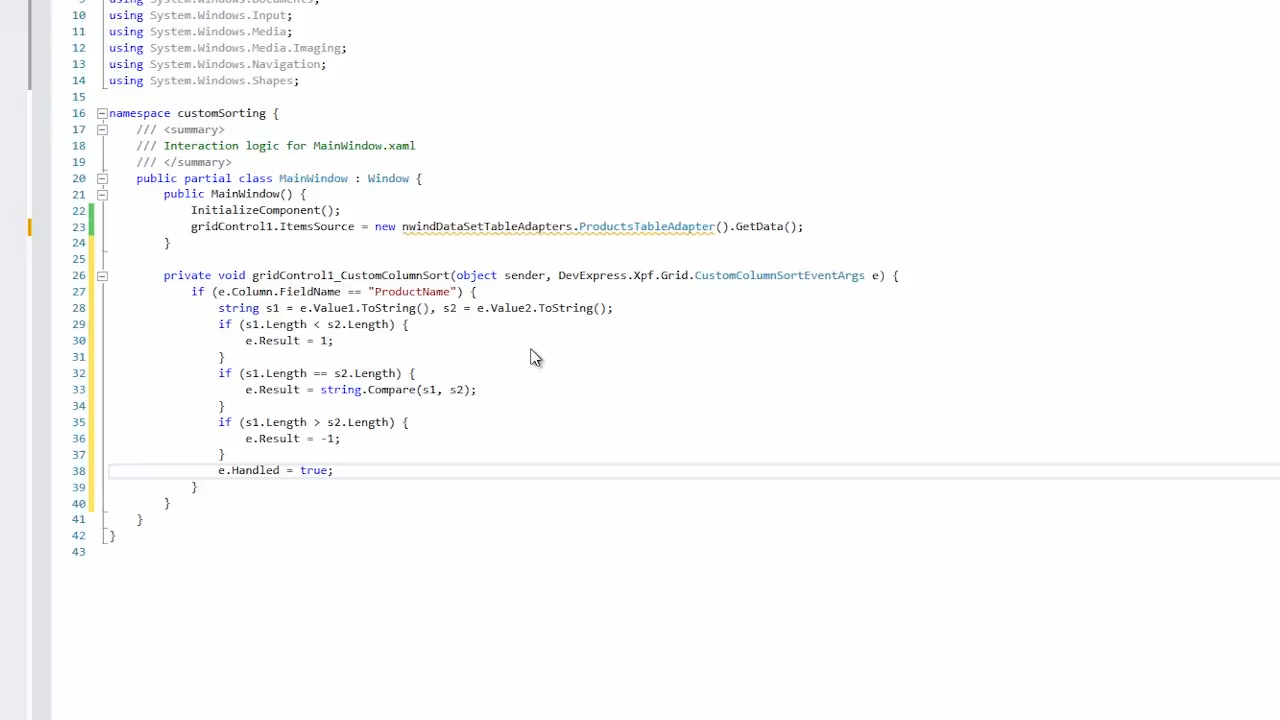 using System.Windows.Documents;
10 using System.Windows.Input;
11 using System.Windows.Media;
12 using System.Windows.Media.Imaging;
13 using System.Windows.Navigation;
14 using System.Windows.Shapes;
15
16 namespace customSorting {
17 /// <summary>
18 /// Interaction logic for MainWindow.xaml
19 /// </summary>
20 public partial class MainWindow : Window {
21 public MainWindow() {
22 InitializeComponent();
23 gridControl1.ItemsSource = new nwindDataSetTableAdapters.ProductsTableAdapter().GetData();
24 }
25
26 private void gridControl1_CustomColumnSort(object sender, DevExpress.Xpf.Grid.CustomColumnSortEventArgs e) {
27 if (e.Column.FieldName == "ProductName") {
28 string s1 = e.Value1.ToString(), s2 = e.Value2.ToString();
29 if (s1.Length < s2.Length) {
30 e.Result = 1;
31 }
32 if (s1.Length == s2.Length) {
33 e.Result = string.Compare(s1, s2);
34 }
35 if (s1.Length > s2.Length) {
36 e.Result = -1;
37 }
38 e.Handled = true;
39 }
40 }
41 }
42 }
43